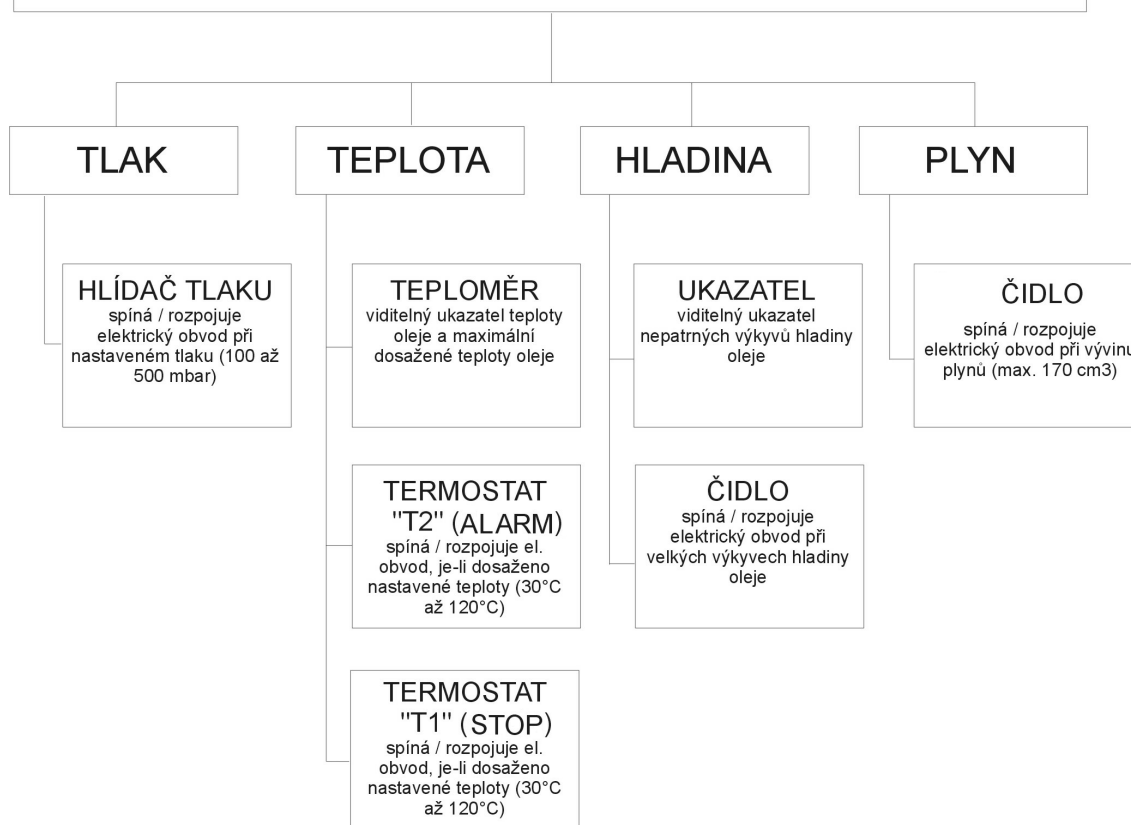 TLAK
TEPLOTA
HLADINA
PLYN
HLÍDAČ TLAKU
spíná / rozpojuje
elektrický obvod při
nastaveném tlaku (100 až
500 mbar)
TEPLOMĚR
viditelný ukazatel teploty
oleje a maximální
dosažené teploty oleje
UKAZATEL
viditelný ukazatel
nepatrných výkyvů hladiny
oleje
ČIDLO
spíná / rozpojuje
elektrický obvod při vývinu
plynů (max. 170 cm3)
TERMOSTAT
"T2" (ALARM)
spíná / rozpojuje el.
obvod, je-li dosaženo
nastavené teploty (30°C
až 120°C)
ČIDLO
spíná / rozpojuje
elektrický obvod při
velkých výkyvech hladiny
oleje
TERMOSTAT
"T1" (STOP)
spíná / rozpojuje el.
obvod, je-li dosaženo
nastavené teploty (30°C
až 120°C)